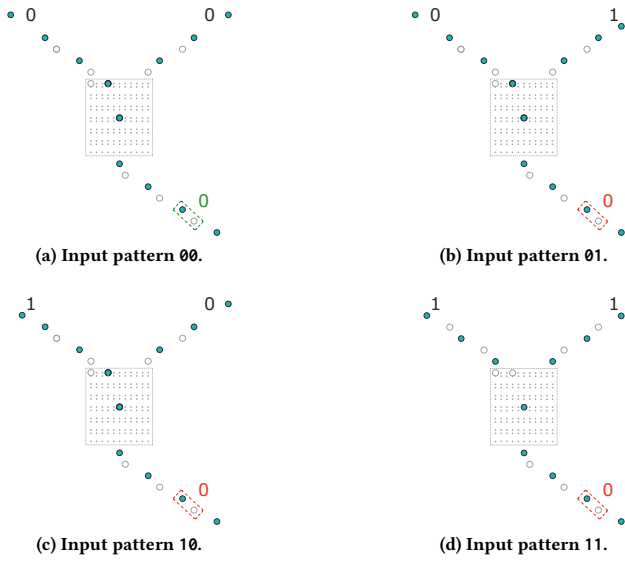 0 0
0
(a) Input pattern 00.
0 1
0
(b) Input pattern 01.
1 0
0
(c) Input pattern 10.
1 1
0
(d) Input pattern 11.